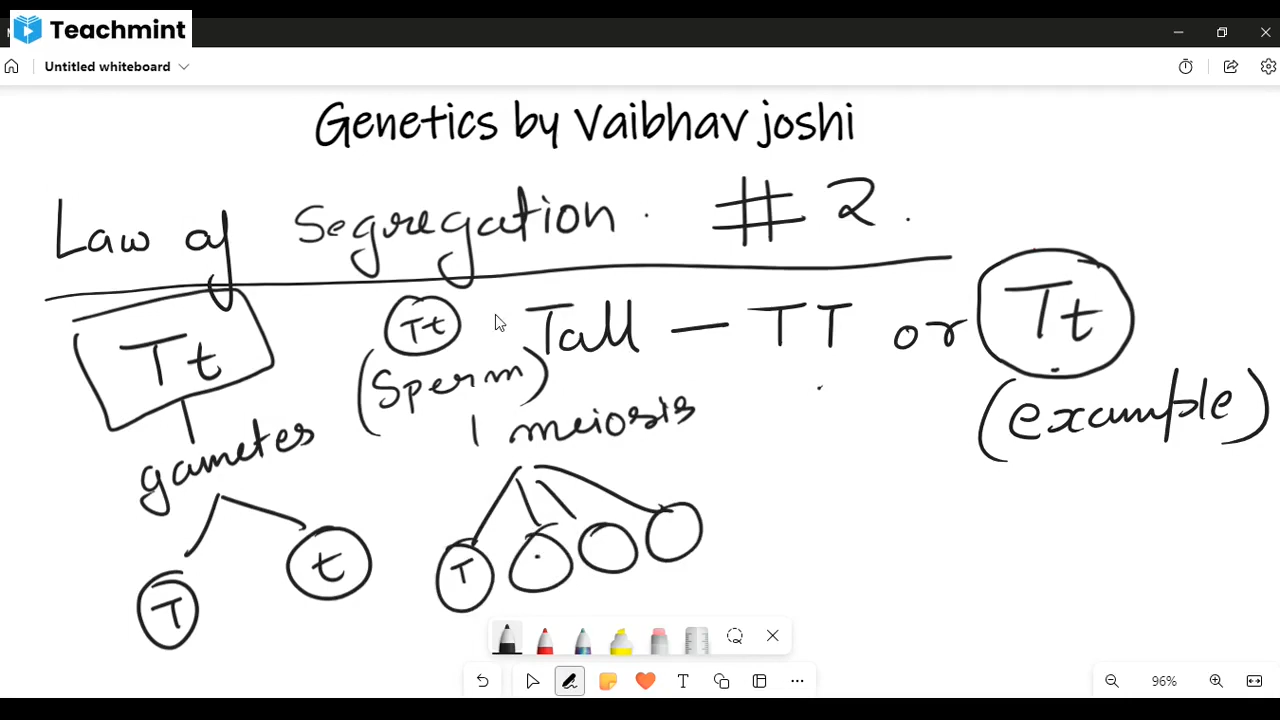 Teachmint
Untitled whiteboard
Genetics by Vaibhav joshi
Law of Segregation. # 2.
Tt
Tt Tall — TT or Tt
(Sperm)
(example)
gametes
1 meiosis
T t
T
96%